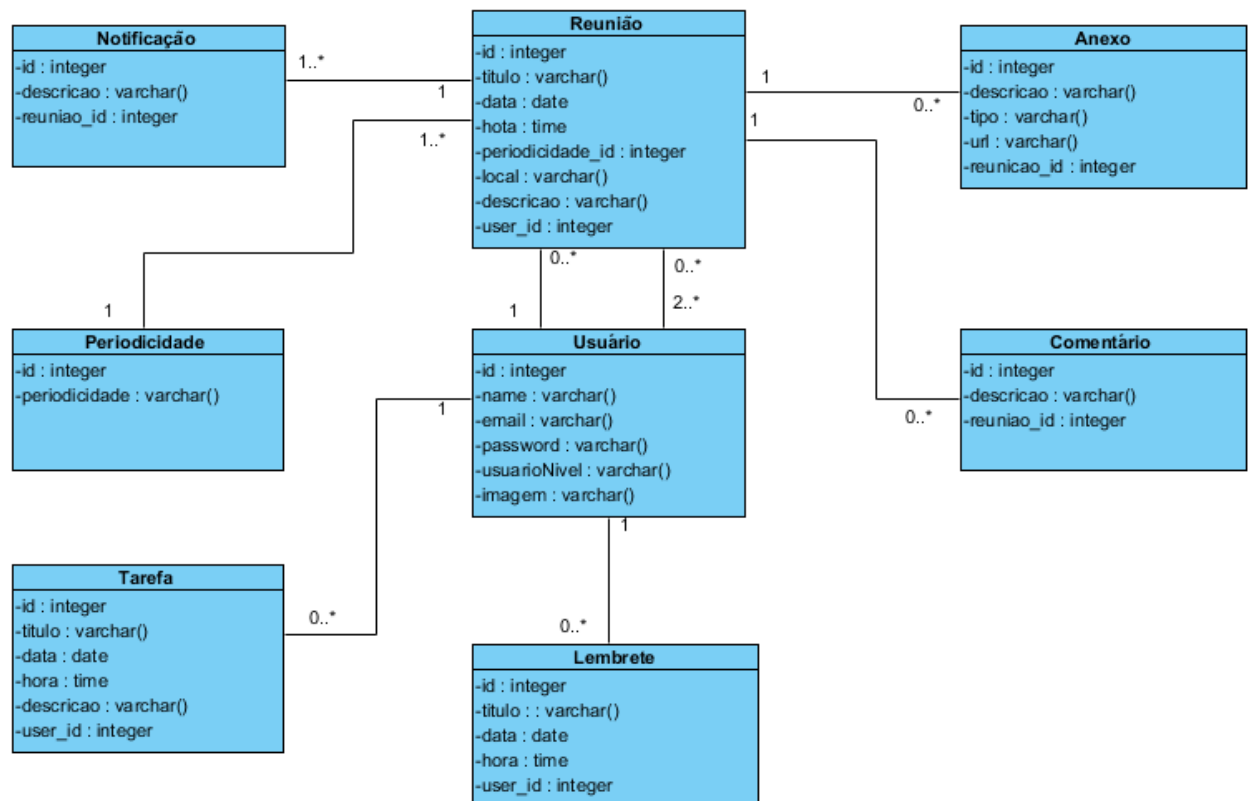 Notificação
-id : integer
-descricao : varchar()
-reuniao_id : integer
1..*
1
Reunião
-id : integer
-titulo : varchar()
-data : date
-hota : time
-periodicidade_id : integer
-local : varchar()
-descricao : varchar()
-user_id : integer
1
0..*
Anexo
-id : integer
-descricao : varchar()
-tipo : varchar()
-url : varchar()
-reunicao_id : integer
1..*
1
1
0..*
0..*
1
2..*
Periodicidade
-id : integer
-periodicidade : varchar()
Usuário
-id : integer
-name : varchar()
-email : varchar()
-password : varchar()
-usuarioNivel : varchar()
-imagem : varchar()
Comentário
-id : integer
-descricao : varchar()
-reuniao_id : integer
1
0..*
1
Tarefa
-id : integer
-titulo : varchar()
-data : date
-hora : time
-descricao : varchar()
-user_id : integer
0..*
0..*
Lembrete
-id : integer
-titulo : : varchar()
-data : date
-hora : time
-user_id : integer